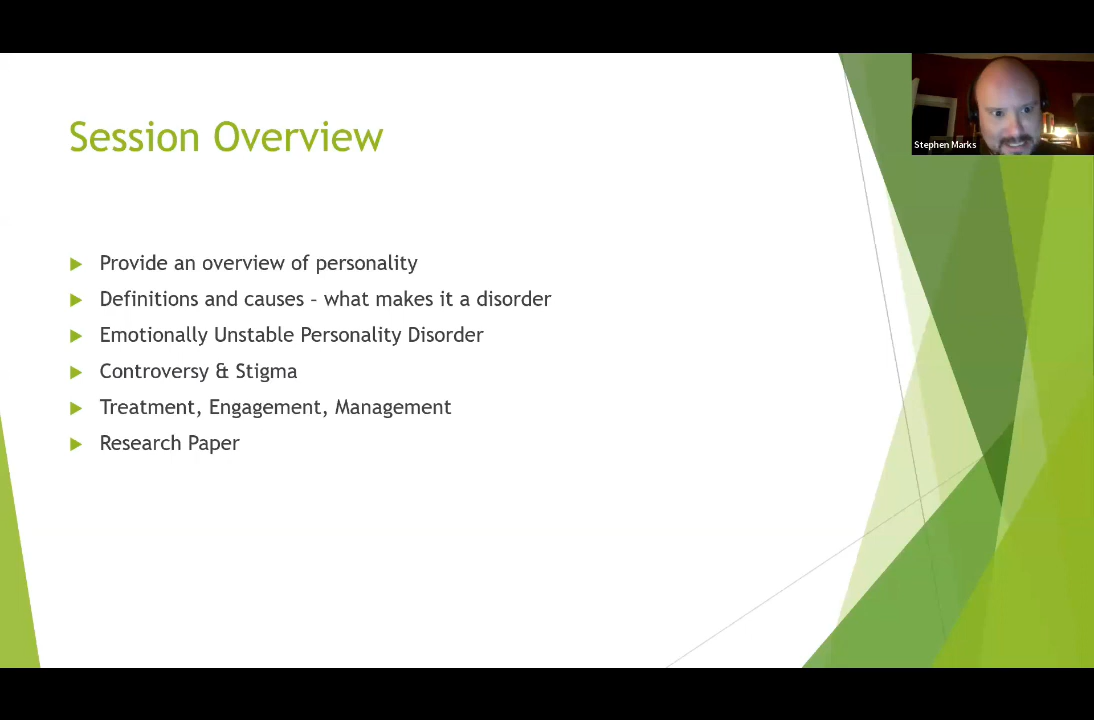 Session Overview
Provide an overview of personality
Definitions and causes – what makes it a disorder
Emotionally Unstable Personality Disorder
Controversy & Stigma
Treatment, Engagement, Management
Research Paper
Stephen Marks